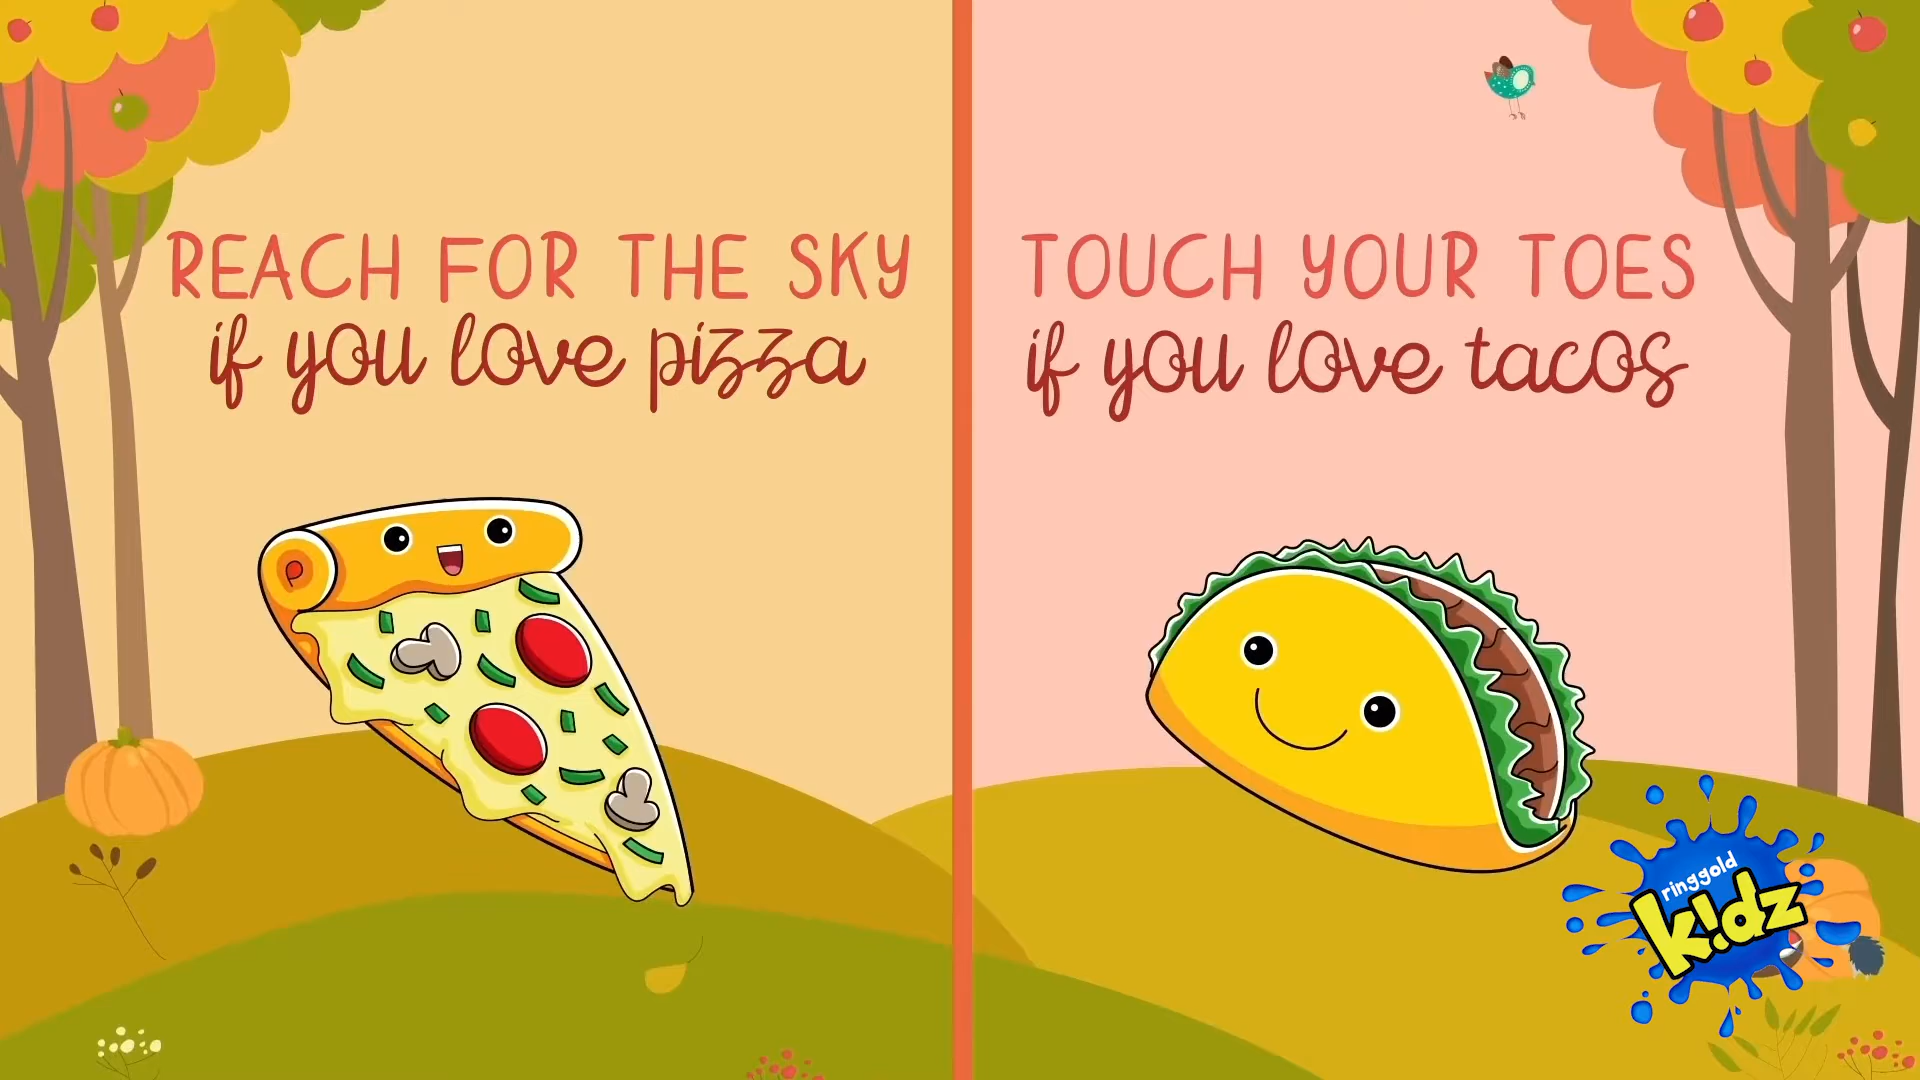 REACH FOR THE SKY
if you love pizza
TOUCH YOUR TOES
if you love tacos
ringgold
k!dz